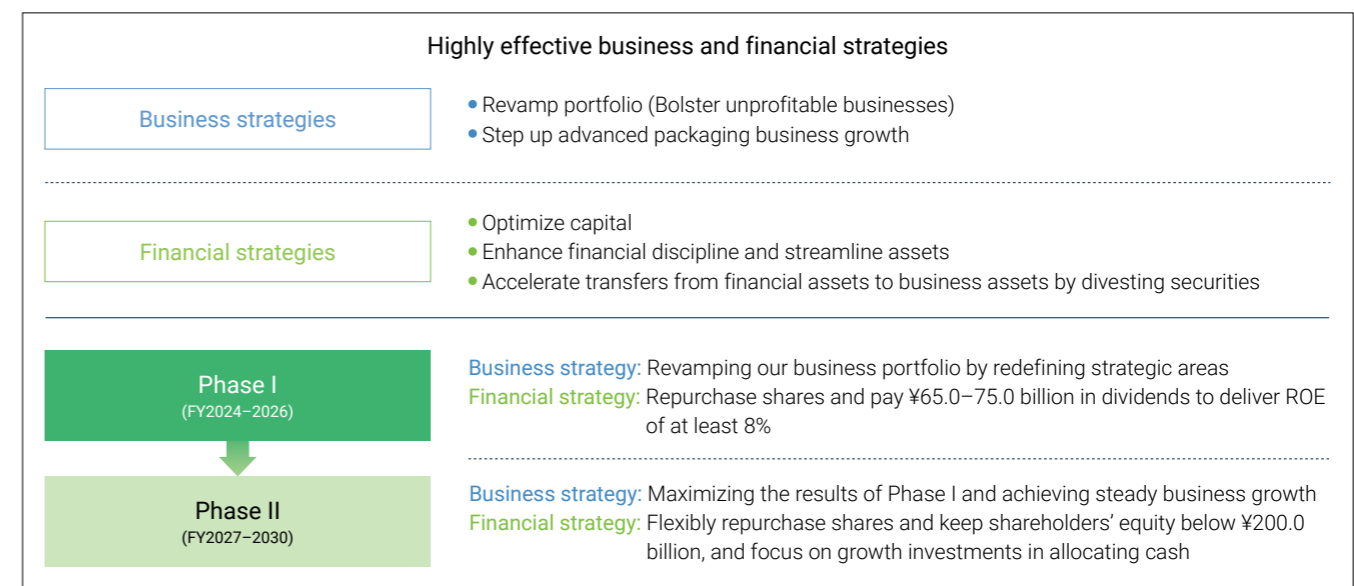 Highly effective business and financial strategies
Business strategies
• Revamp portfolio (Bolster unprofitable businesses)
• Step up advanced packaging business growth
Financial strategies
• Optimize capital
• Enhance financial discipline and streamline assets
• Accelerate transfers from financial assets to business assets by divesting securities
Phase I
(FY2024–2026)
Business strategy: Revamping our business portfolio by redefining strategic areas
Financial strategy: Repurchase shares and pay ¥65.0–75.0 billion in dividends to deliver ROE
of at least 8%
Phase II
(FY2027–2030)
Business strategy: Maximizing the results of Phase I and achieving steady business growth
Financial strategy: Flexibly repurchase shares and keep shareholders’ equity below ¥200.0
billion, and focus on growth investments in allocating cash